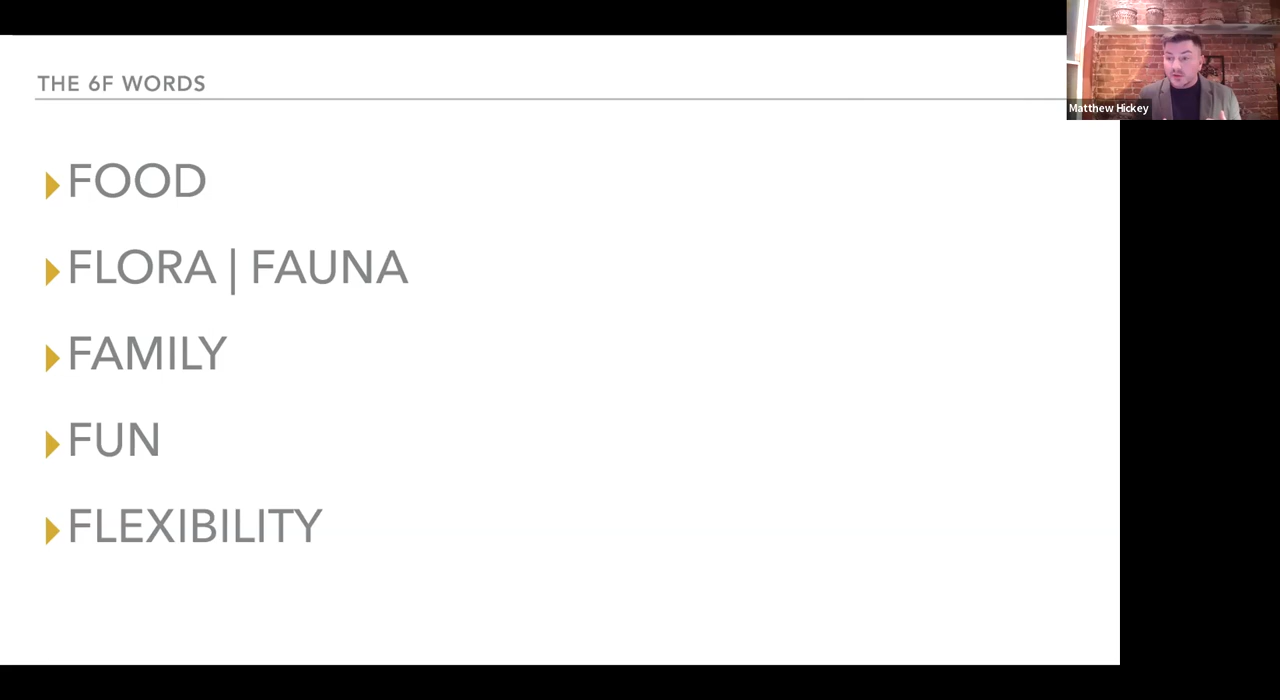 THE 6F WORDS
FOOD
FLORA | FAUNA
FAMILY
FUN
FLEXIBILITY
Matthew Hickey